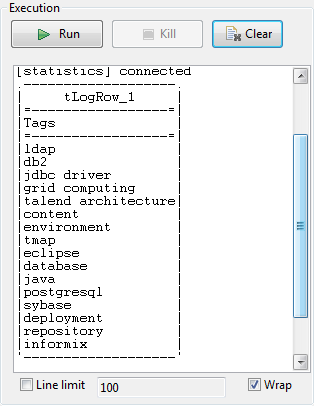 Execution
Run Kill Clear
[statistics] connected
.-------------------.
|     tLogRow_1     |
|=-----------------=|
|Tags               |
|=-----------------=|
|ldap               |
|db2                |
|jdbc driver        |
|grid computing     |
|talend architecture|
|content            |
|environment        |
|tmap               |
|eclipse            |
|database           |
|java               |
|postgresql         |
|sybase             |
|deployment         |
|repository         |
|informix           |
'-------------------'
Line limit 100 Wrap